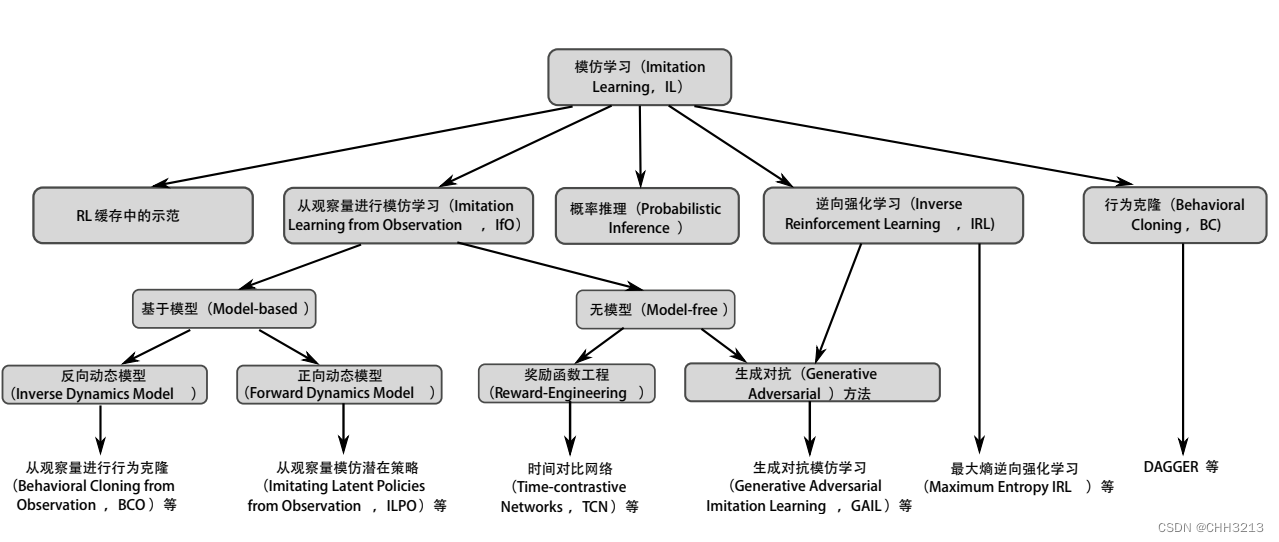 模仿学习（Imitation
Learning，IL）
RL 缓存中的示范
从观察量进行模仿学习（Imitation
Learning from Observation ，IfO）
概率推理（Probabilistic
Inference ）
逆向强化学习（Inverse
Reinforcement Learning ，IRL)
行为克隆（Behavioral
Cloning，BC)
基于模型（Model-based ）
无模型（Model-free ）
反向动态模型
（Inverse Dynamics Model ）
正向动态模型
（Forward Dynamics Model ）
奖励函数工程
（Reward-Engineering ）
生成对抗（Generative
Adversarial ）方法
从观察量进行行为克隆
（Behavioral Cloning from
Observation ，BCO）等
从观察量模仿潜在策略
（Imitating Latent Policies
from Observation ，ILPO）等
时间对比网络
（Time-contrastive
Networks，TCN）等
生成对抗模仿学习
（Generative Adversarial
Imitation Learning ，GAIL）等
最大熵逆向强化学习
（Maximum Entropy IRL ）等
DAGGER 等
CSDN @CHH3213